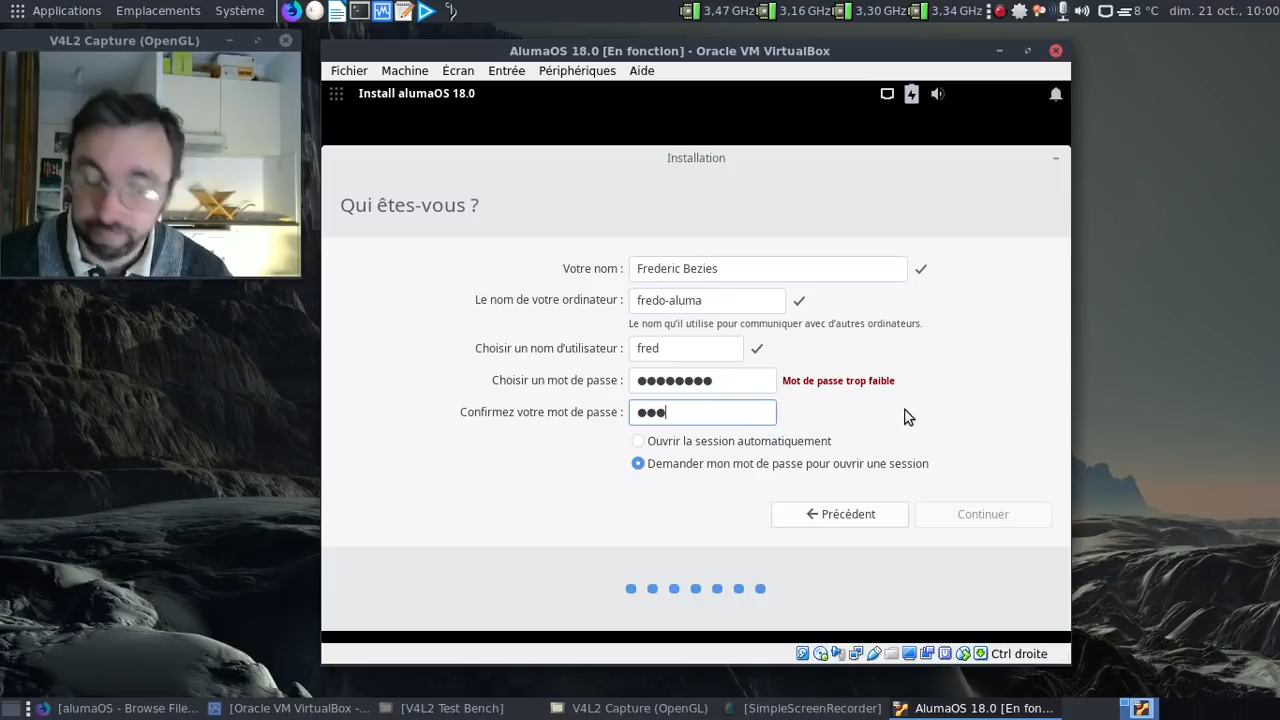 Applications Emplacements Système 3,47 GHz 3,16 GHz 3,30 GHz 3,34 GHz 8 °C dim. 21 oct., 10:00
V4L2 Capture (OpenGL)
AlumaOS 18.0 [En fonction] - Oracle VM VirtualBox
Fichier Machine Écran Entrée Périphériques Aide
Install alumaOS 18.0
Installation
Qui êtes-vous ?
Votre nom : Frederic Bezies
Le nom de votre ordinateur : fredo-aluma
Le nom qu'il utilise pour communiquer avec d'autres ordinateurs.
Choisir un nom d'utilisateur : fred
Choisir un mot de passe : ●●●●●●●● Mot de passe trop faible
Confirmez votre mot de passe : ●●●
Ouvrir la session automatiquement
Demander mon mot de passe pour ouvrir une session
Précédent Continuer
Ctrl droite
[alumaOS - Browse File... [Oracle VM VirtualBox -... [V4L2 Test Bench] V4L2 Capture (OpenGL) [SimpleScreenRecorder] AlumaOS 18.0 [En fon...